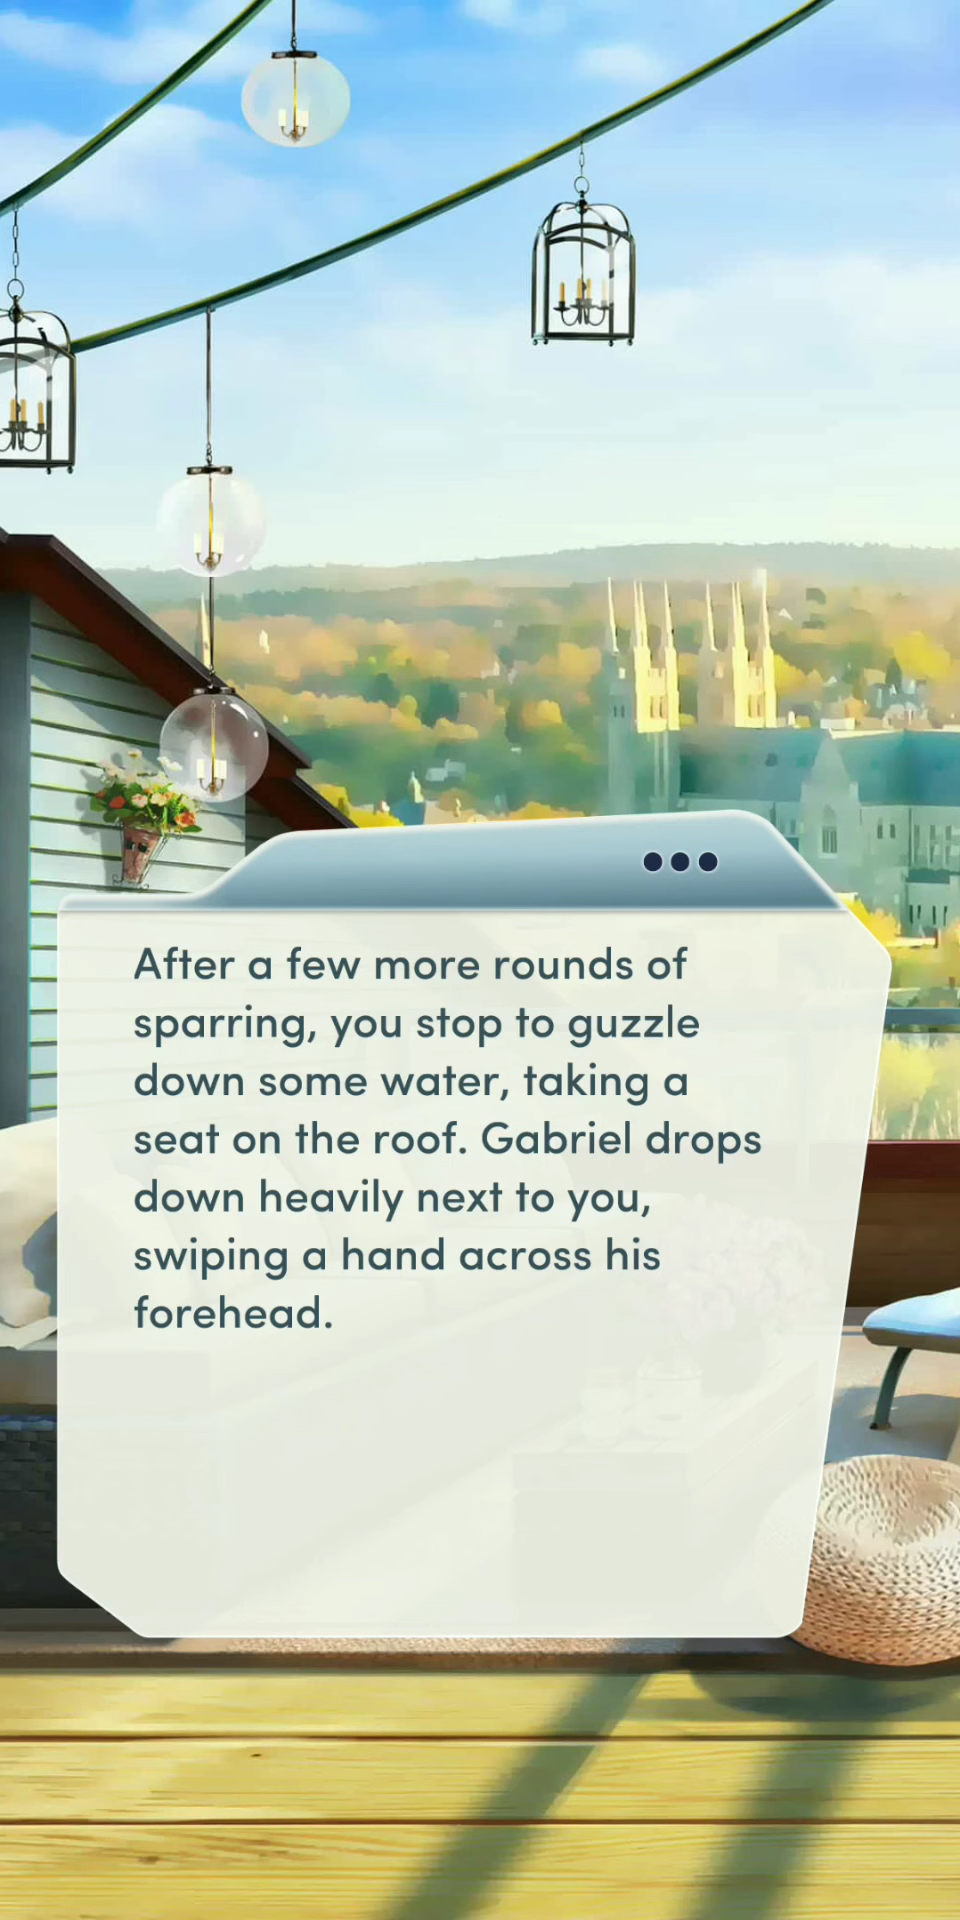 After a few more rounds of
sparring, you stop to guzzle
down some water, taking a
seat on the roof. Gabriel drops
down heavily next to you,
swiping a hand across his
forehead.